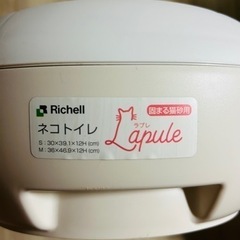 Richell
固まる猫砂用
ネコトイレ
ラプレ
Lapule
S：30×39.1×12H (cm)
M：36×46.9×12H (cm)